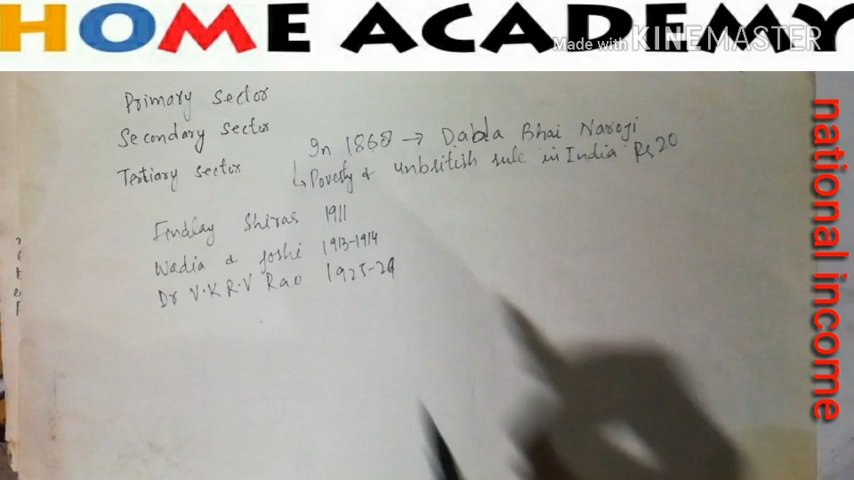 HOME ACADEMY
Made with KINEMASTER
Primary sector
Secondary sector
Tertiary sector
In 1868 → Dabda Bhai Naroji
↳ Poverty & unbritish rule in India Rs 20
Findlay Shiras 1911
Wadia & Joshi 1913-1914
Dr V.K.R.V Rao 1925-29
national income